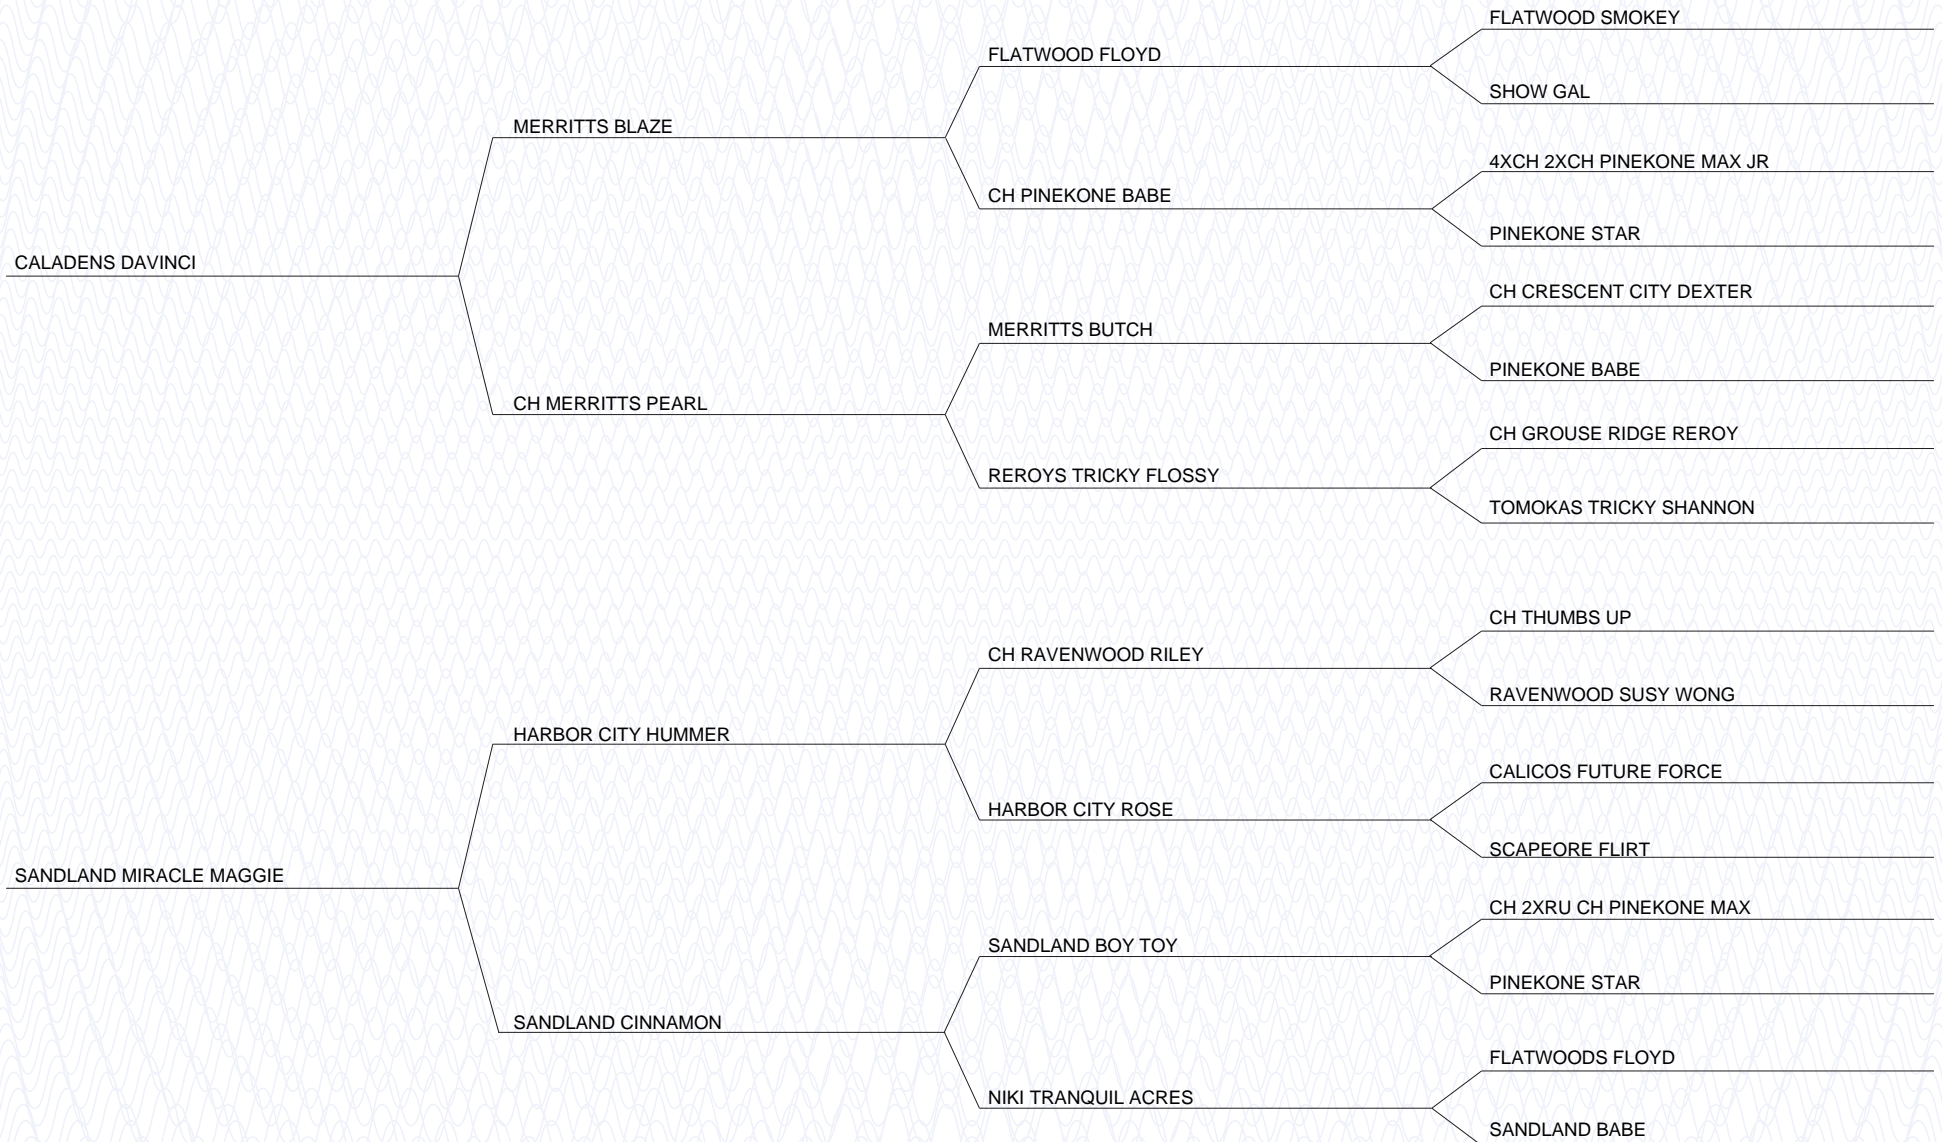 FLATWOOD SMOKEY
FLATWOOD FLOYD
SHOW GAL
MERRITTS BLAZE
4XCH 2XCH PINEKONE MAX JR
CH PINEKONE BABE
PINEKONE STAR
CALADENS DAVINCI
CH CRESCENT CITY DEXTER
MERRITTS BUTCH
PINEKONE BABE
CH MERRITTS PEARL
CH GROUSE RIDGE REROY
REROYS TRICKY FLOSSY
TOMOKAS TRICKY SHANNON
CH THUMBS UP
CH RAVENWOOD RILEY
RAVENWOOD SUSY WONG
HARBOR CITY HUMMER
CALICOS FUTURE FORCE
HARBOR CITY ROSE
SCAPEORE FLIRT
SANDLAND MIRACLE MAGGIE
CH 2XRU CH PINEKONE MAX
SANDLAND BOY TOY
PINEKONE STAR
SANDLAND CINNAMON
FLATWOODS FLOYD
NIKI TRANQUIL ACRES
SANDLAND BABE